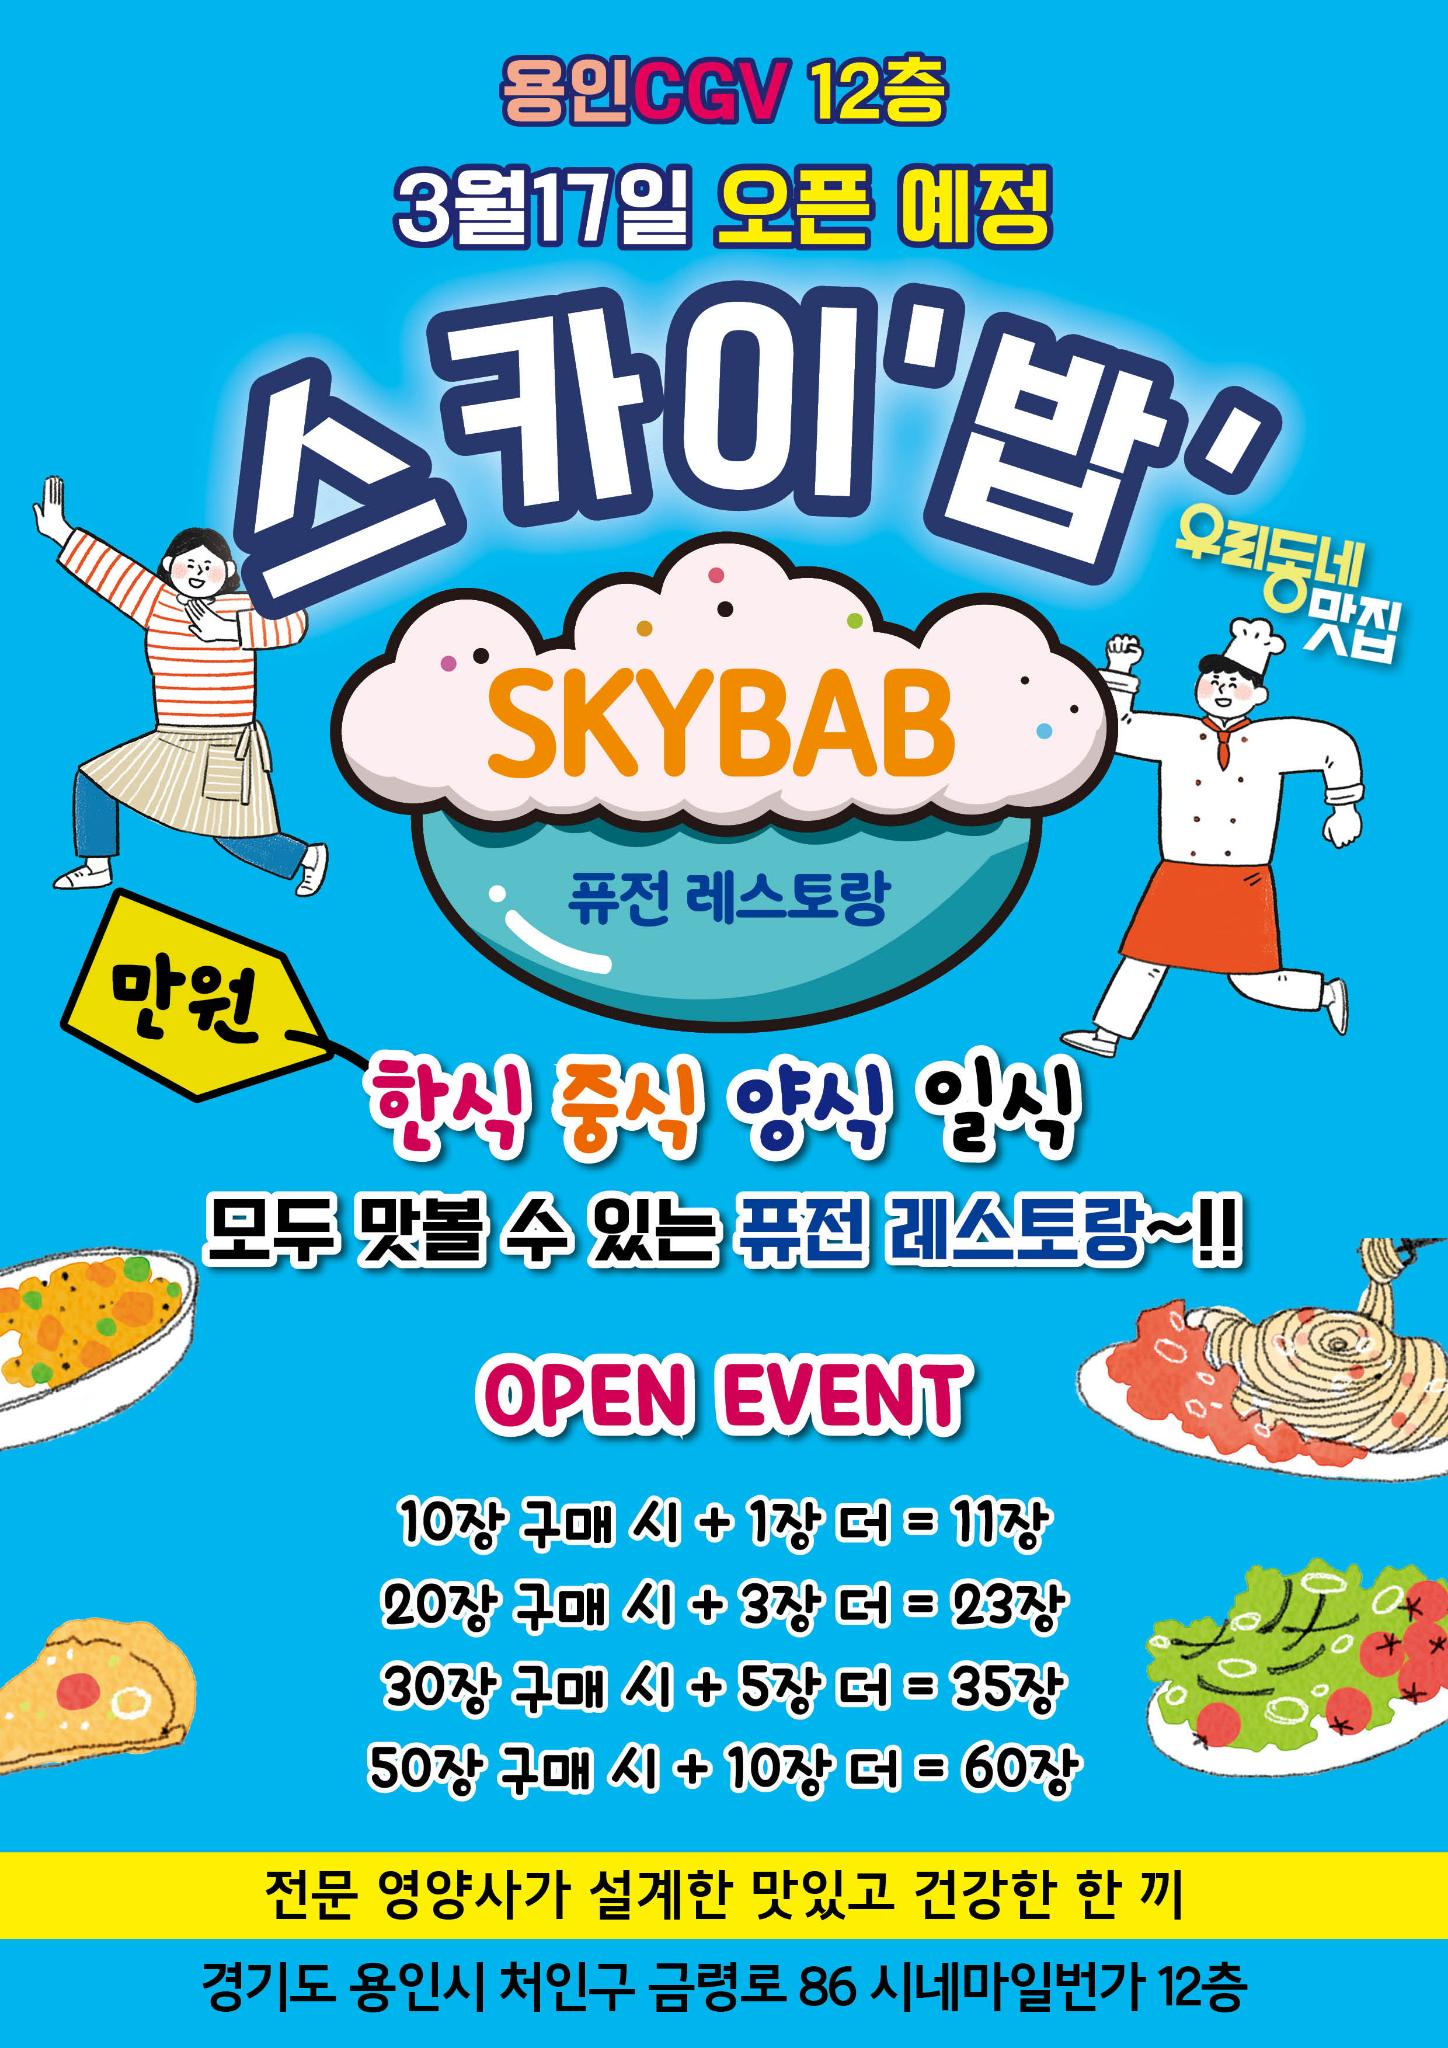 용인CGV 12층
3월17일 오픈 예정
스카이'밥'
우리동네
맛집
SKYBAB
퓨전 레스토랑
만원
한식 중식 양식 일식
모두 맛볼 수 있는 퓨전 레스토랑~!!
OPEN EVENT
10장 구매 시 + 1장 더 = 11장
20장 구매 시 + 3장 더 = 23장
30장 구매 시 + 5장 더 = 35장
50장 구매 시 + 10장 더 = 60장
전문 영양사가 설계한 맛있고 건강한 한 끼
경기도 용인시 처인구 금령로 86 시네마일번가 12층